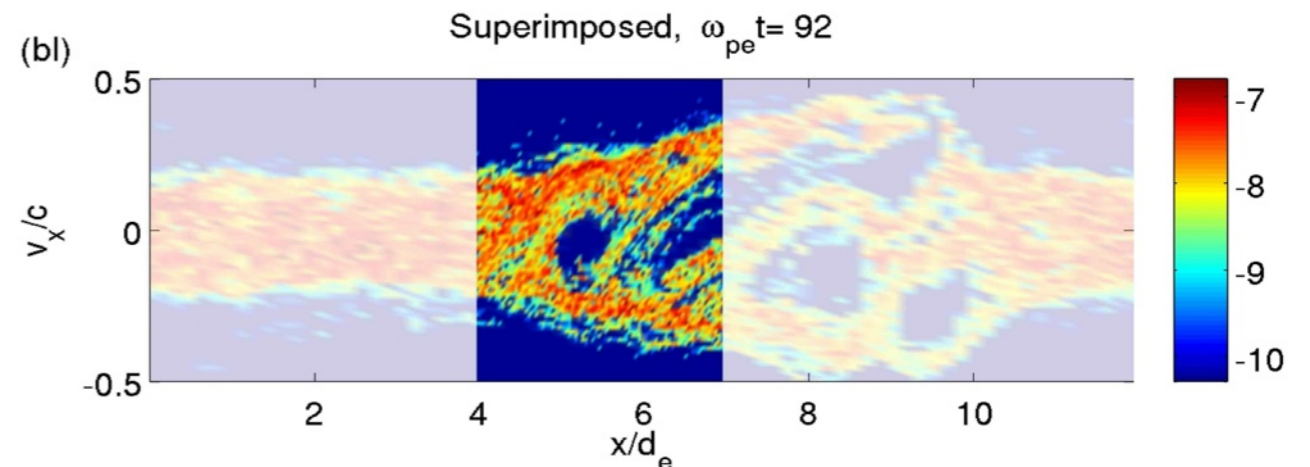 Superimposed, ω_pe t= 92
(bl)
0.5
0
-0.5
v_x/c
2 4 6 8 10
x/d_e
-7
-8
-9
-10